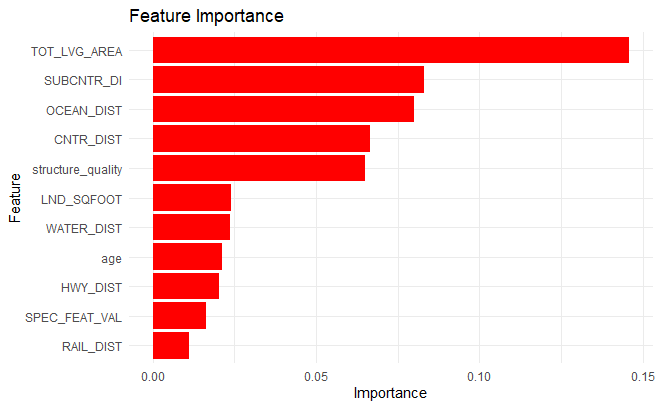 Feature Importance
Feature
TOT_LVG_AREA
SUBCNTR_DI
OCEAN_DIST
CNTR_DIST
structure_quality
LND_SQFOOT
WATER_DIST
age
HWY_DIST
SPEC_FEAT_VAL
RAIL_DIST
0.00 0.05 0.10 0.15
Importance